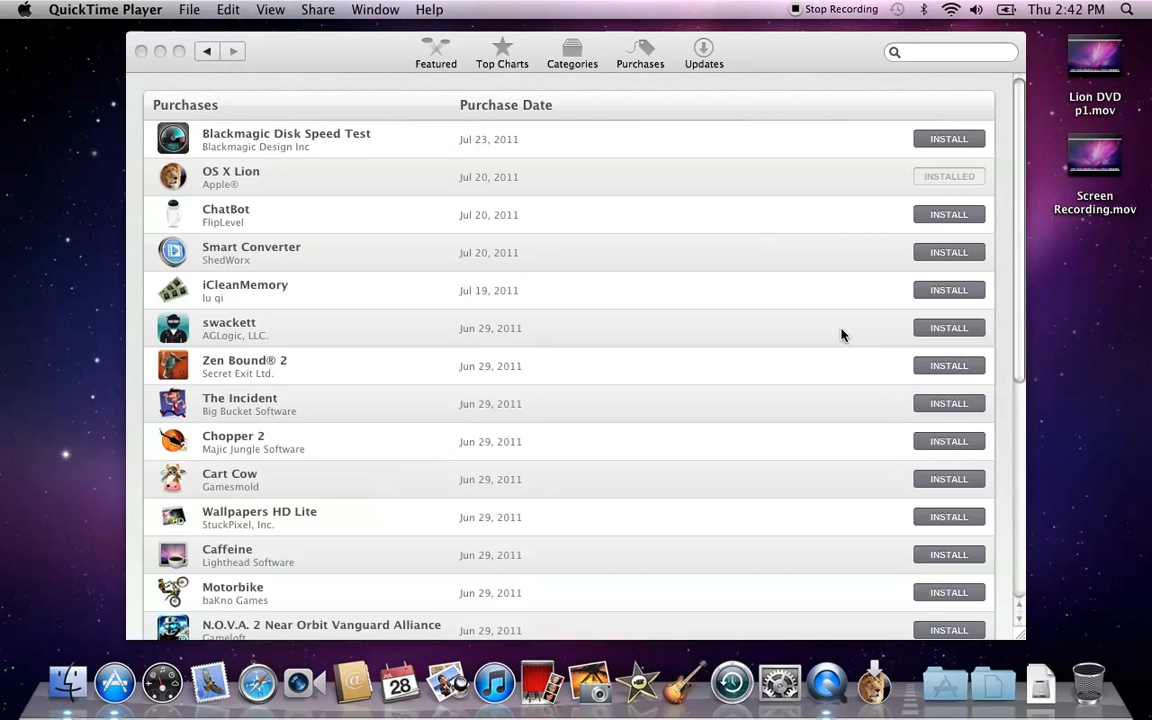 QuickTime Player File Edit View Share Window Help Stop Recording Thu 2:42 PM
Featured Top Charts Categories Purchases Updates
Purchases Purchase Date
Blackmagic Disk Speed Test
Blackmagic Design Inc
Jul 23, 2011
INSTALL
OS X Lion
Apple®
Jul 20, 2011
INSTALLED
ChatBot
FlipLevel
Jul 20, 2011
INSTALL
Smart Converter
ShedWorx
Jul 20, 2011
INSTALL
iCleanMemory
lu qi
Jul 19, 2011
INSTALL
swackett
AGLogic, LLC.
Jun 29, 2011
INSTALL
Zen Bound® 2
Secret Exit Ltd.
Jun 29, 2011
INSTALL
The Incident
Big Bucket Software
Jun 29, 2011
INSTALL
Chopper 2
Majic Jungle Software
Jun 29, 2011
INSTALL
Cart Cow
Gamesmold
Jun 29, 2011
INSTALL
Wallpapers HD Lite
StuckPixel, Inc.
Jun 29, 2011
INSTALL
Caffeine
Lighthead Software
Jun 29, 2011
INSTALL
Motorbike
baKno Games
Jun 29, 2011
INSTALL
N.O.V.A. 2 Near Orbit Vanguard Alliance
Gameloft
Jun 29, 2011
INSTALL
Lion DVD
p1.mov
Screen
Recording.mov
JUL
28